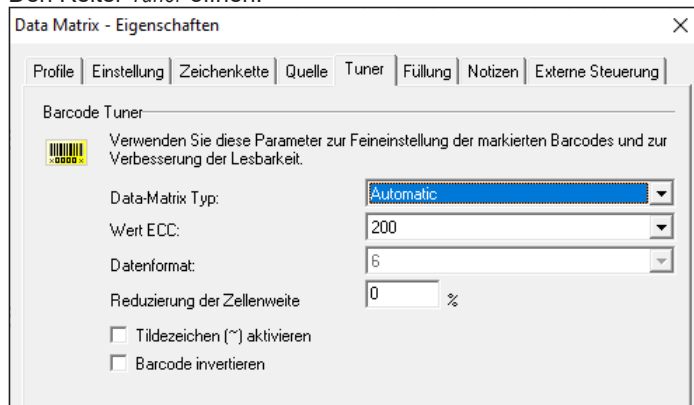 Den Reiter Tuner öffnen.
Data Matrix - Eigenschaften
Profile Einstellung Zeichenkette Quelle Tuner Füllung Notizen Externe Steuerung
Barcode Tuner
Verwenden Sie diese Parameter zur Feineinstellung der markierten Barcodes und zur
Verbesserung der Lesbarkeit.
Data-Matrix Typ: Automatic
Wert ECC: 200
Datenformat: 6
Reduzierung der Zellenweite 0 %
Tildezeichen (~) aktivieren
Barcode invertieren